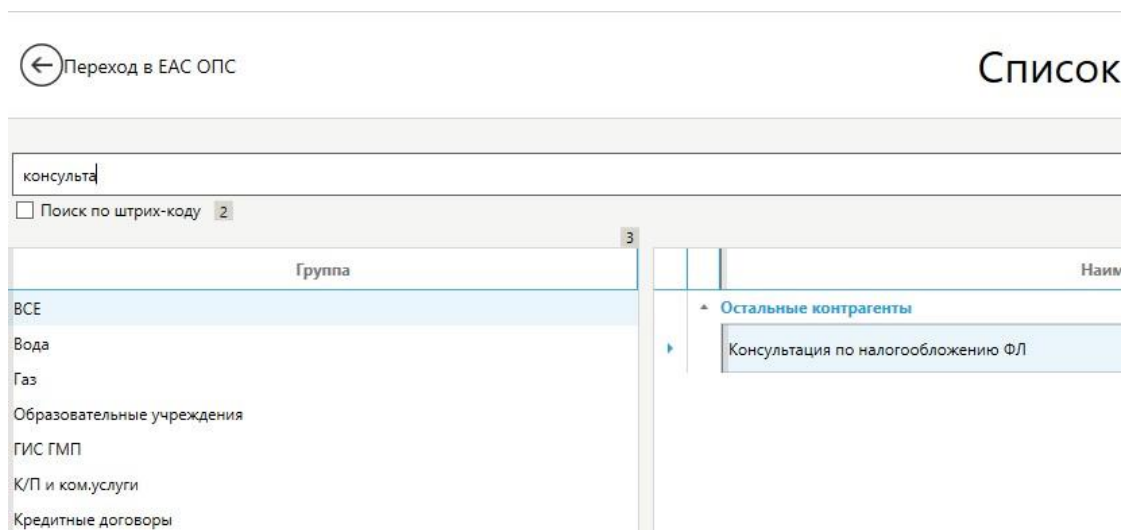 Переход в ЕАС ОПС
Список
консульта
Поиск по штрих-коду 2
3
Группа
ВСЕ
Вода
Газ
Образовательные учреждения
ГИС ГМП
К/П и ком.услуги
Кредитные договоры
Наим
Остальные контрагенты
Консультация по налогообложению ФЛ